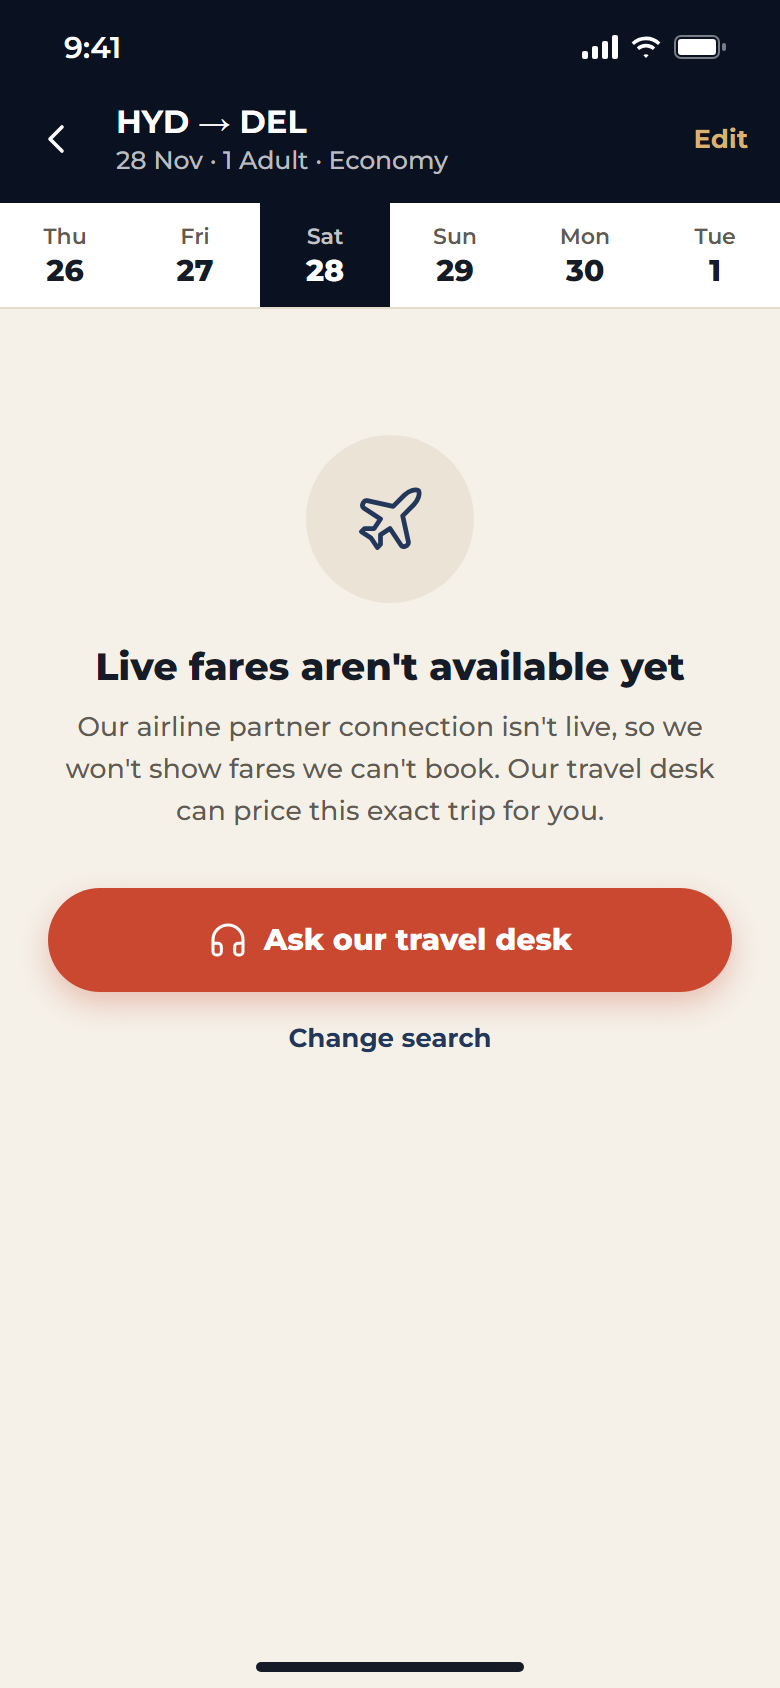 9:41
HYD → DEL
28 Nov · 1 Adult · Economy
Edit
Thu Fri Sat Sun Mon Tue
26 27 28 29 30 1
Live fares aren't available yet
Our airline partner connection isn't live, so we
won't show fares we can't book. Our travel desk
can price this exact trip for you.
Ask our travel desk
Change search